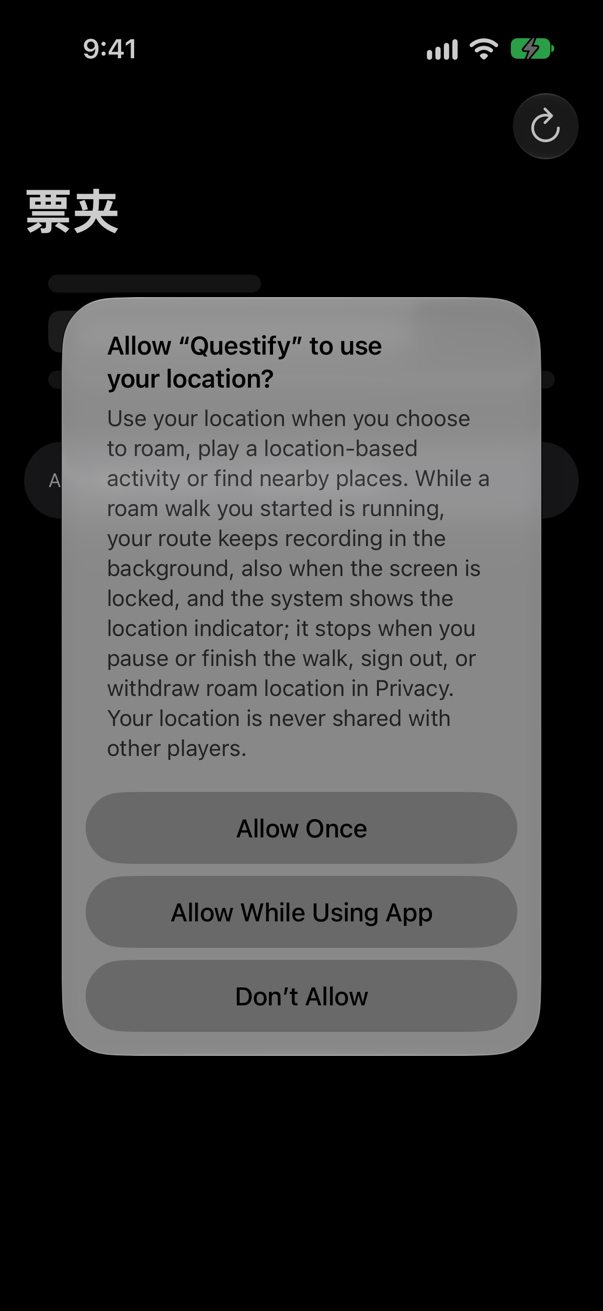 9:41
票夹
Allow “Questify” to use
your location?
Use your location when you choose
to roam, play a location-based
activity or find nearby places. While a
roam walk you started is running,
your route keeps recording in the
background, also when the screen is
locked, and the system shows the
location indicator; it stops when you
pause or finish the walk, sign out, or
withdraw roam location in Privacy.
Your location is never shared with
other players.
Allow Once
Allow While Using App
Don’t Allow